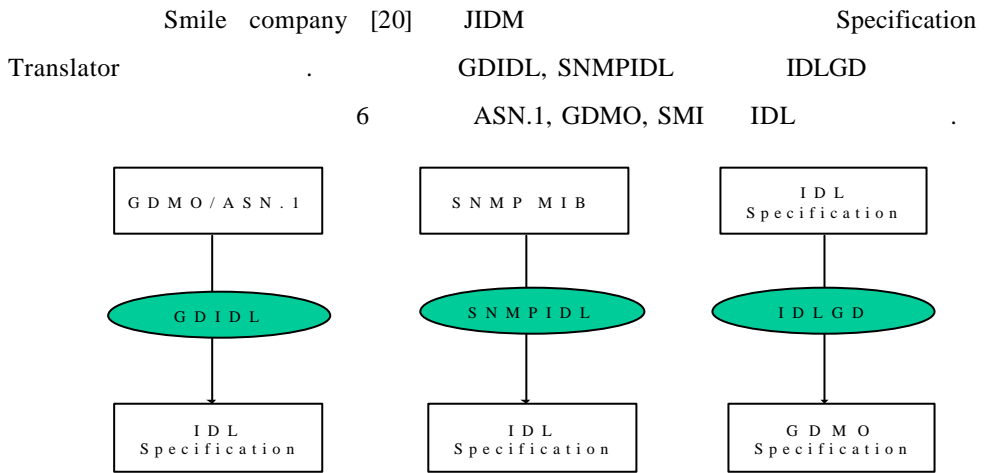 Smile company [20] JIDM Specification
Translator .
GDIDL, SNMPIDL IDLGD
6 ASN.1, GDMO, SMI IDL .
GDMO/ASN.1
SNMP MIB
IDL
Specification
GDIDL
SNMPIDL
IDLGD
IDL
Specification
IDL
Specification
GDMO
Specification